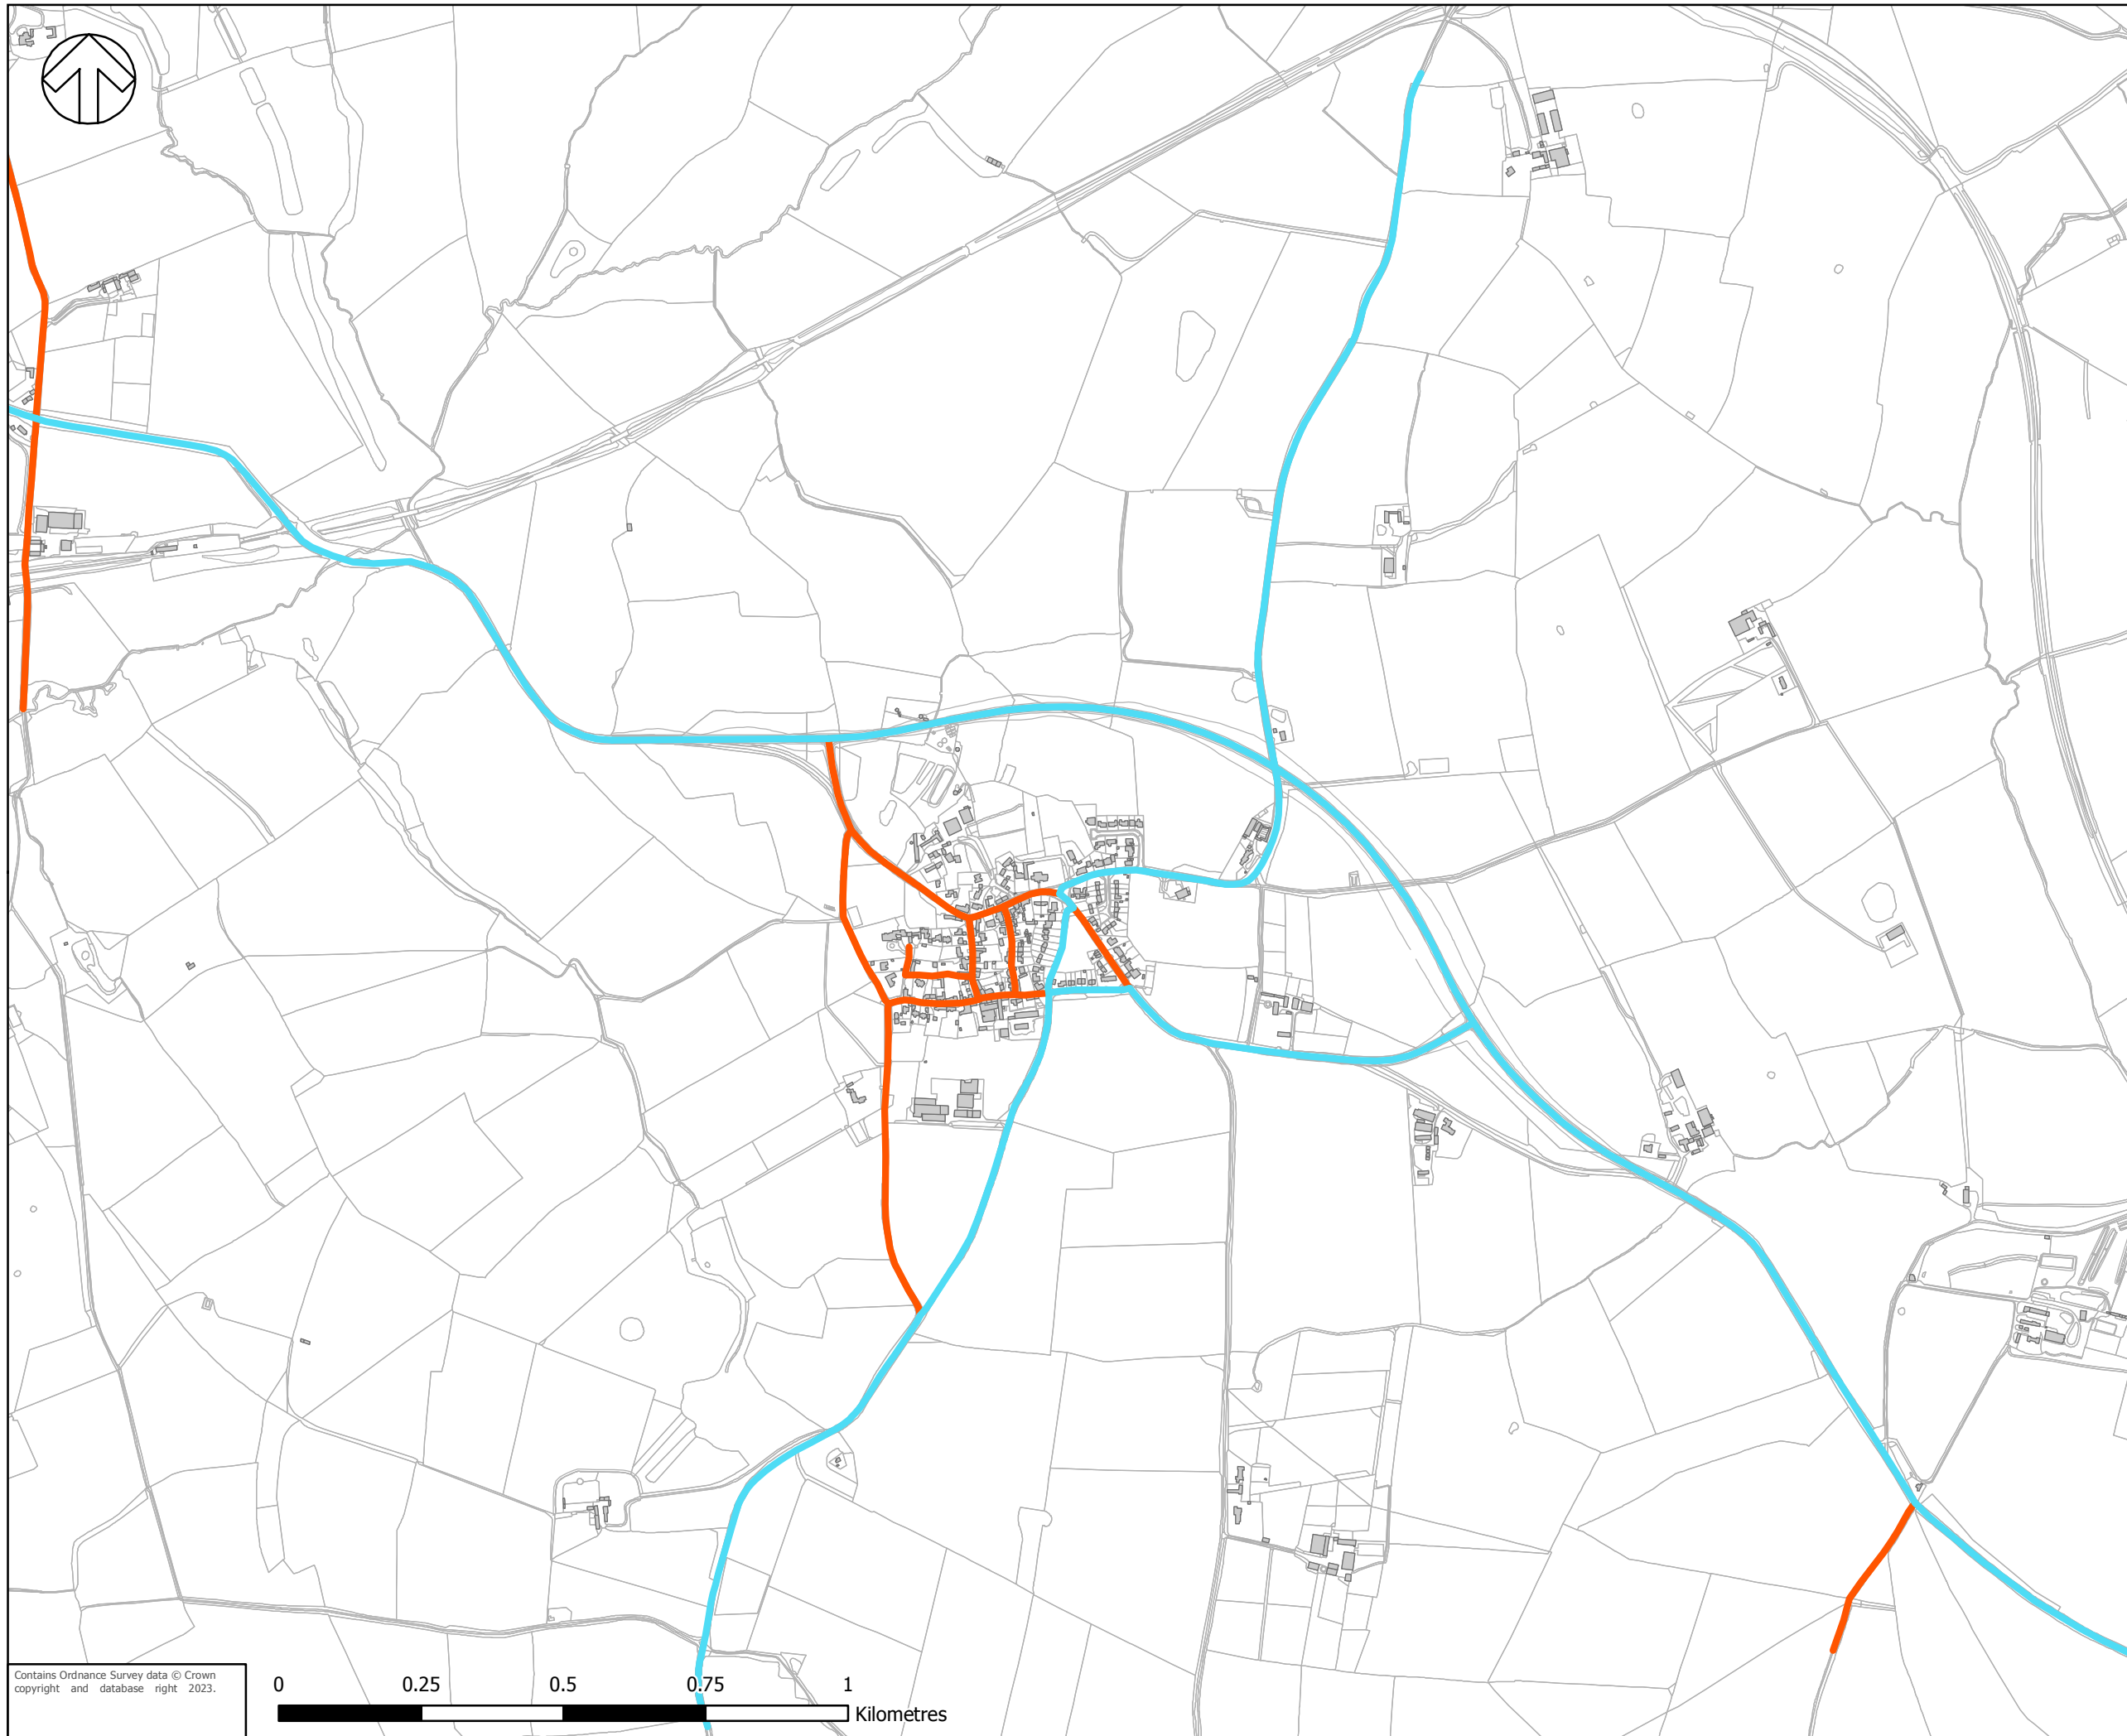 Contains Ordnance Survey data © Crown
copyright and database right 2023.
0 0.25 0.5 0.75 1
Kilometres